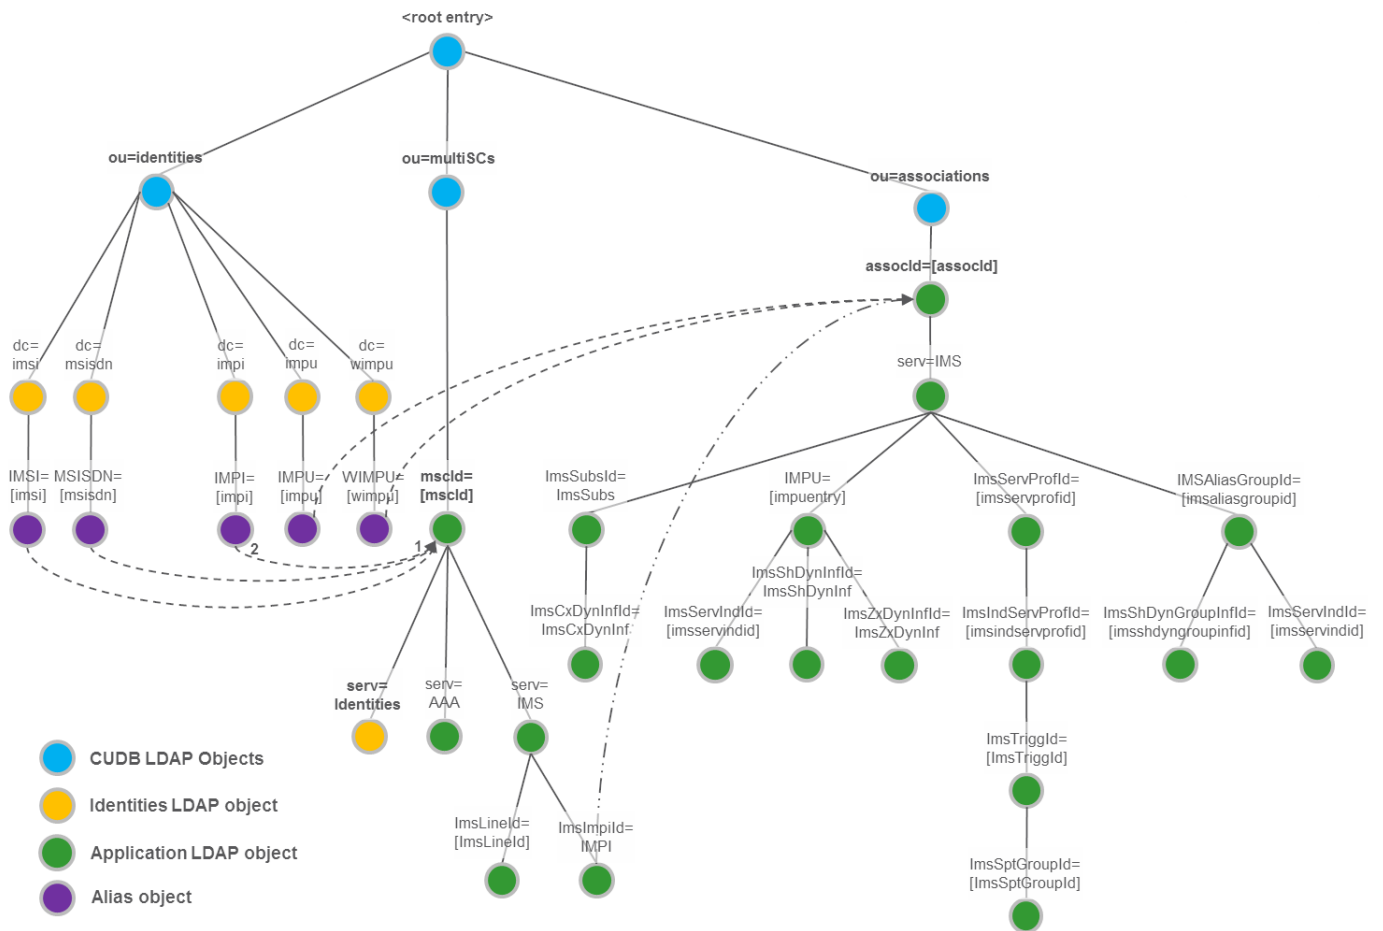 <root entry>
ou=identities
ou=multiSCs
ou=associations
assocId=[assocId]
dc=
imsi
dc=
msisdn
dc=
impi
dc=
impu
dc=
wimpu
serv=IMS
IMSI=
[imsi]
MSISDN=
[msisdn]
IMPI=
[impi]
IMPU=
[impu]
WIMPU=
[wimpu]
mscId=
[mscId]
ImsSubsId=
ImsSubs
IMPU=
[impuentry]
ImsServProfId=
[imsservprofid]
IMSAliasGroupId=
[imsaliasgroupid]
2
1
ImsShDynInfId=
ImsShDynInf
ImsCxDynInfId=
ImsCxDynInf
ImsServIndId=
[imsservindid]
ImsZxDynInfId=
ImsZxDynInf
ImsIndServProfId=
[imsindservprofid]
ImsShDynGroupInfId=
[imsshdyngroupinfid]
ImsServIndId=
[imsservindid]
serv=
Identities
serv=
AAA
serv=
IMS
ImsTriggId=
[ImsTriggId]
CUDB LDAP Objects
Identities LDAP object
Application LDAP object
Alias object
ImsLineId=
[ImsLineId]
ImsImpiId=
IMPI
ImsSptGroupId=
[ImsSptGroupId]